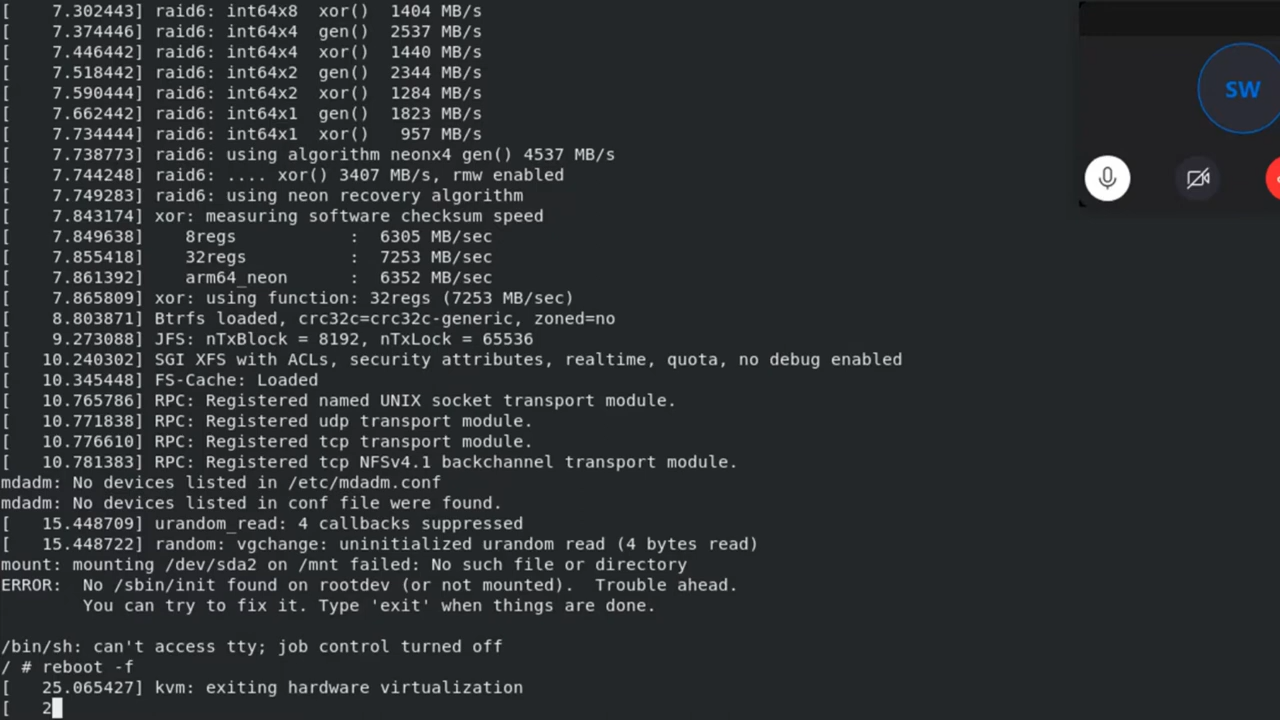 [    7.302443] raid6: int64x8  xor()  1404 MB/s
[    7.374446] raid6: int64x4  gen()  2537 MB/s
[    7.446442] raid6: int64x4  xor()  1440 MB/s
[    7.518442] raid6: int64x2  gen()  2344 MB/s
[    7.590444] raid6: int64x2  xor()  1284 MB/s
[    7.662442] raid6: int64x1  gen()  1823 MB/s
[    7.734444] raid6: int64x1  xor()   957 MB/s
[    7.738773] raid6: using algorithm neonx4 gen() 4537 MB/s
[    7.744248] raid6: .... xor() 3407 MB/s, rmw enabled
[    7.749283] raid6: using neon recovery algorithm
[    7.843174] xor: measuring software checksum speed
[    7.849638]    8regs           :  6305 MB/sec
[    7.855418]    32regs          :  7253 MB/sec
[    7.861392]    arm64_neon      :  6352 MB/sec
[    7.865809] xor: using function: 32regs (7253 MB/sec)
[    8.803871] Btrfs loaded, crc32c=crc32c-generic, zoned=no
[    9.273088] JFS: nTxBlock = 8192, nTxLock = 65536
[   10.240302] SGI XFS with ACLs, security attributes, realtime, quota, no debug enabled
[   10.345448] FS-Cache: Loaded
[   10.765786] RPC: Registered named UNIX socket transport module.
[   10.771838] RPC: Registered udp transport module.
[   10.776610] RPC: Registered tcp transport module.
[   10.781383] RPC: Registered tcp NFSv4.1 backchannel transport module.
mdadm: No devices listed in /etc/mdadm.conf
mdadm: No devices listed in conf file were found.
[   15.448709] urandom_read: 4 callbacks suppressed
[   15.448722] random: vgchange: uninitialized urandom read (4 bytes read)
mount: mounting /dev/sda2 on /mnt failed: No such file or directory
ERROR:  No /sbin/init found on rootdev (or not mounted).  Trouble ahead.
        You can try to fix it. Type 'exit' when things are done.
/bin/sh: can't access tty; job control turned off
/ # reboot -f
[   25.065427] kvm: exiting hardware virtualization
[   2
SW